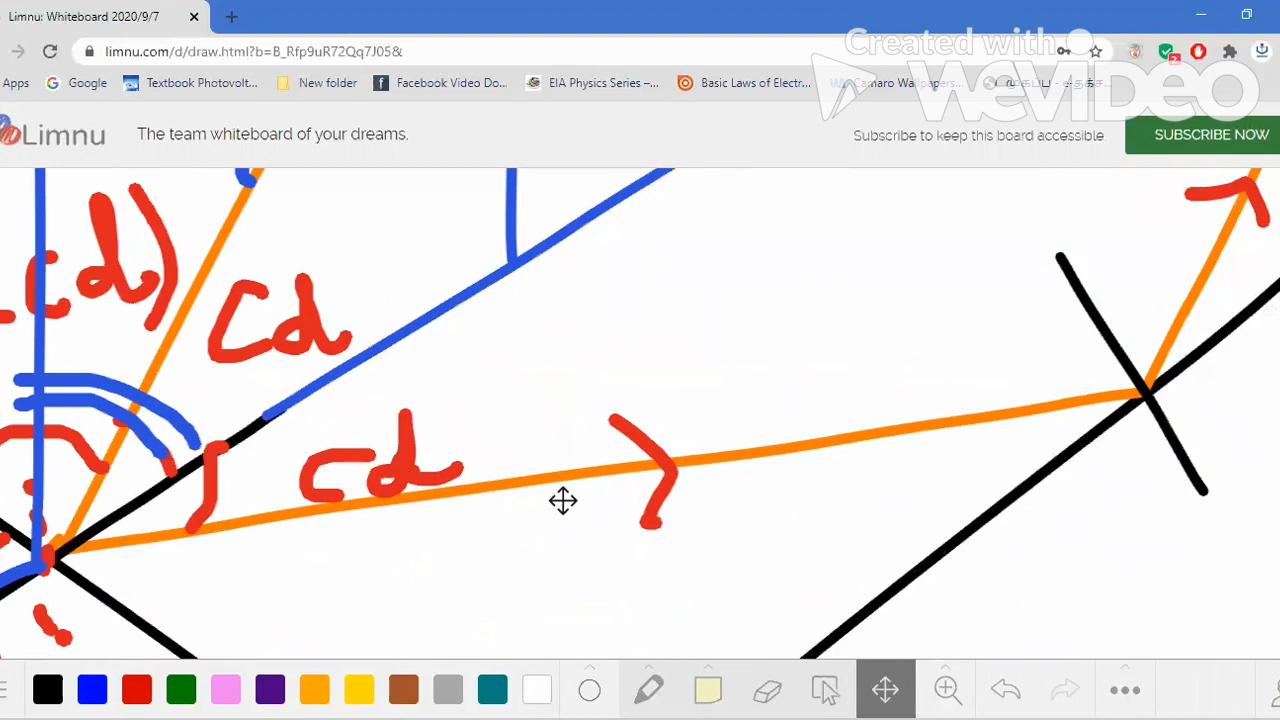 Limnu: Whiteboard 2020/9/7
limnu.com/d/draw.html?b=B_Rfp9uR72Qq7J05&
Created with
WEVIDEO
Apps Google Textbook Photovolt... New folder Facebook Video Do... EIA Physics Series –... Basic Laws of Electr... Camaro Wallpapers...
Limnu The team whiteboard of your dreams. Subscribe to keep this board accessible. SUBSCRIBE NOW
cd)
cd
cd